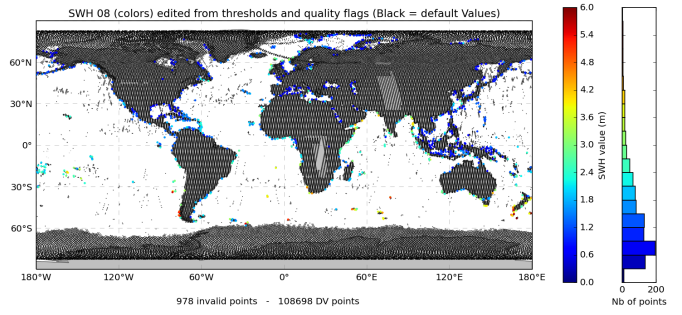 SWH 08 (colors) edited from thresholds and quality flags (Black = default Values)
60°N
30°N
0°
30°S
60°S
180°W 120°W 60°W 0° 60°E 120°E 180°E
978 invalid points - 108698 DV points
6.0
5.4
4.8
4.2
3.6
3.0
2.4
1.8
1.2
0.6
0.0
SWH value (m)
0 200
Nb of points